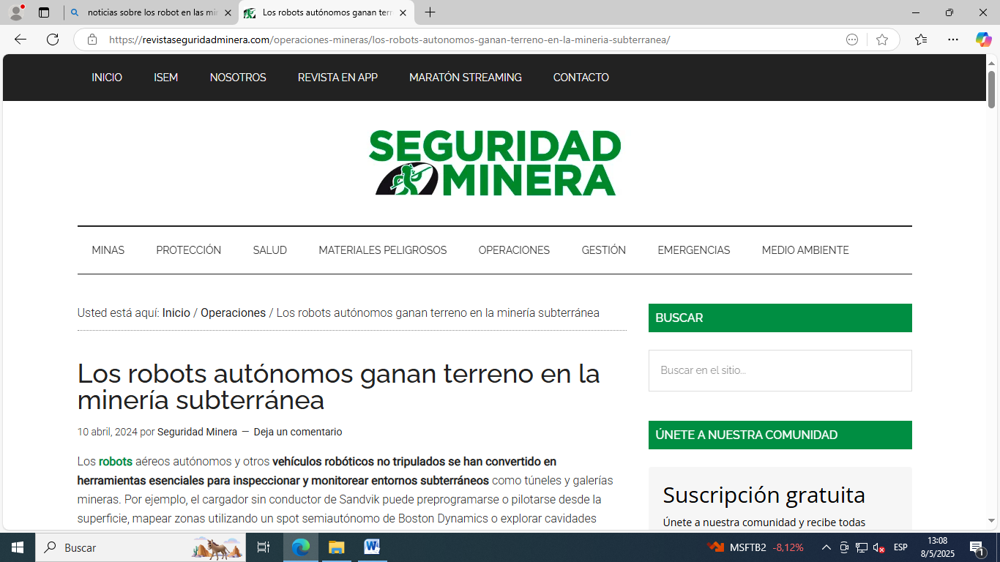 noticias sobre los robot en las mi
Los robots autónomos ganan terr
https://revistaseguridadminera.com/operaciones-mineras/los-robots-autonomos-ganan-terreno-en-la-mineria-subterranea/
INICIO ISEM NOSOTROS REVISTA EN APP MARATÓN STREAMING CONTACTO
SEGURIDAD
MINERA
MINAS PROTECCIÓN SALUD MATERIALES PELIGROSOS OPERACIONES GESTIÓN EMERGENCIAS MEDIO AMBIENTE
Usted está aquí: Inicio / Operaciones / Los robots autónomos ganan terreno en la minería subterránea
Los robots autónomos ganan terreno en la
minería subterránea
10 abril, 2024 por Seguridad Minera — Deja un comentario
Los robots aéreos autónomos y otros vehículos robóticos no tripulados se han convertido en
herramientas esenciales para inspeccionar y monitorear entornos subterráneos como túneles y galerías
mineras. Por ejemplo, el cargador sin conductor de Sandvik puede preprogramarse o pilotarse desde la
superficie, mapear zonas utilizando un spot semiautónomo de Boston Dynamics o explorar cavidades
BUSCAR
Buscar en el sitio...
ÚNETE A NUESTRA COMUNIDAD
Suscripción gratuita
Únete a nuestra comunidad y recibe todas
Buscar
MSFTB2 -8,12%
ESP
13:08
8/5/2025
1